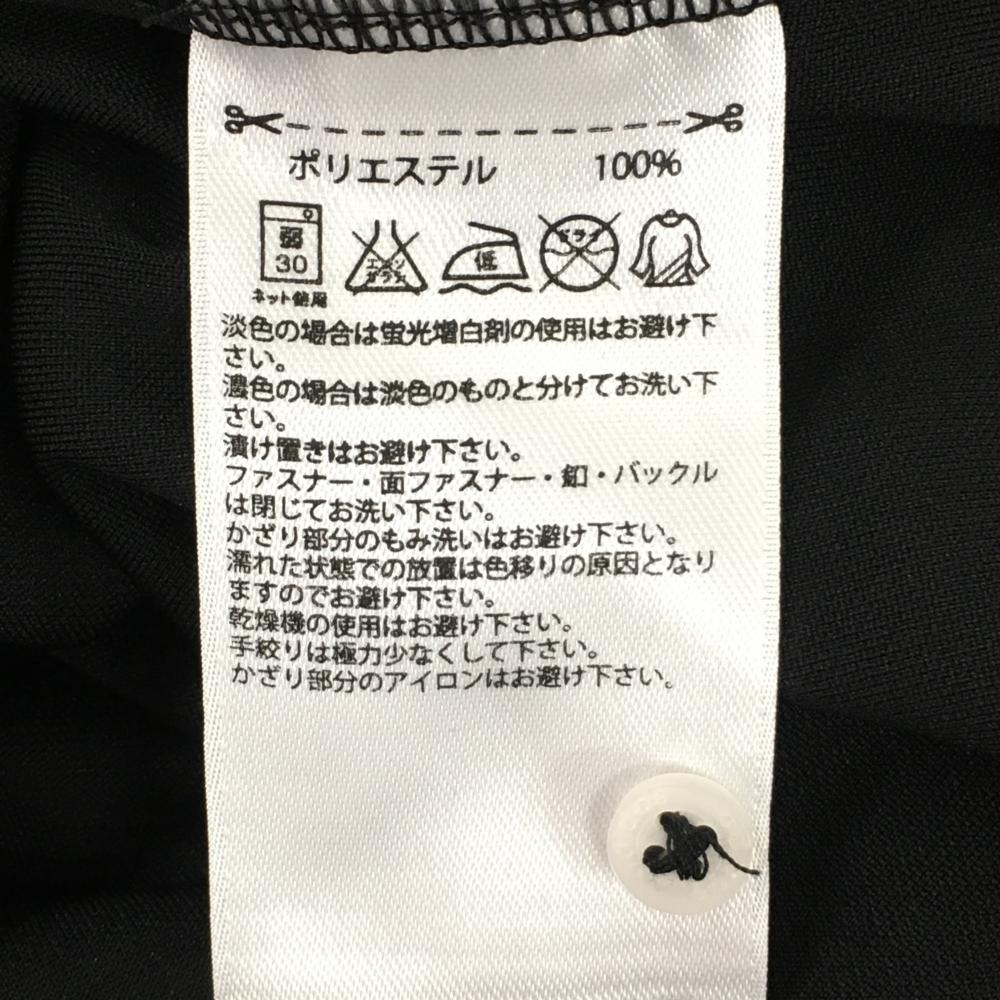 ポリエステル 100%
弱 エンソ ドライ
30 サラシ 低
ネット使用
淡色の場合は蛍光増白剤の使用はお避け下
さい。
濃色の場合は淡色のものと分けてお洗い下
さい。
漬け置きはお避け下さい。
ファスナー・面ファスナー・釦・バックル
は閉じてお洗い下さい。
かざり部分のもみ洗いはお避け下さい。
濡れた状態での放置は色移りの原因となり
ますのでお避け下さい。
乾燥機の使用はお避け下さい。
手絞りは極力少なくして下さい。
かざり部分のアイロンはお避け下さい。